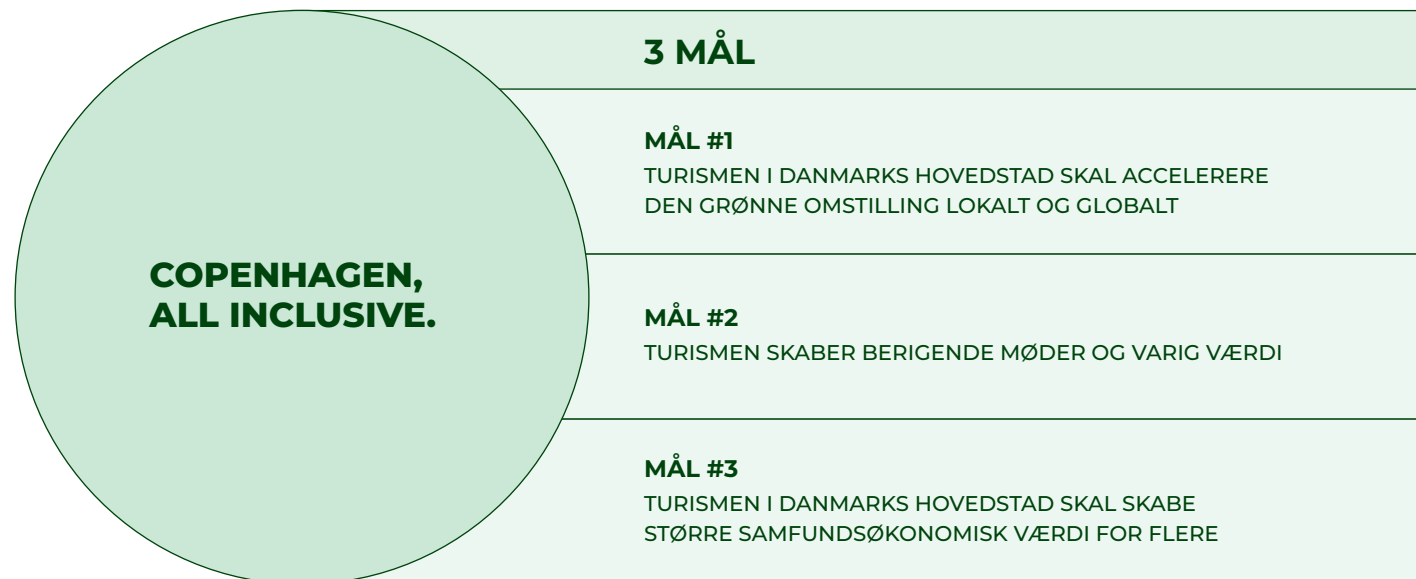 COPENHAGEN,
ALL INCLUSIVE.
3 MÅL
MÅL #1
TURISMEN I DANMARKS HOVEDSTAD SKAL ACCELERERE
DEN GRØNNE OMSTILLING LOKALT OG GLOBALT
MÅL #2
TURISMEN SKABER BERIGENDE MØDER OG VARIG VÆRDI
MÅL #3
TURISMEN I DANMARKS HOVEDSTAD SKAL SKABE
STØRRE SAMFUNDSØKONOMISK VÆRDI FOR FLERE